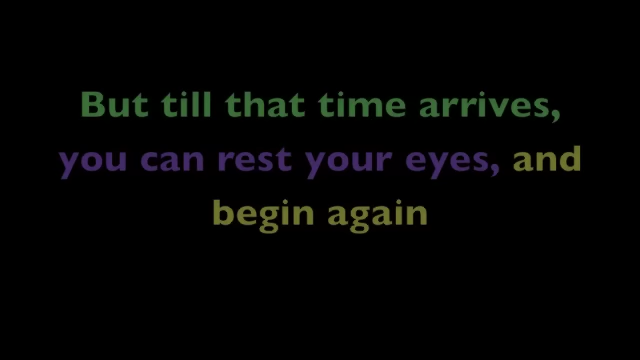 But till that time arrives,
you can rest your eyes, and
begin again